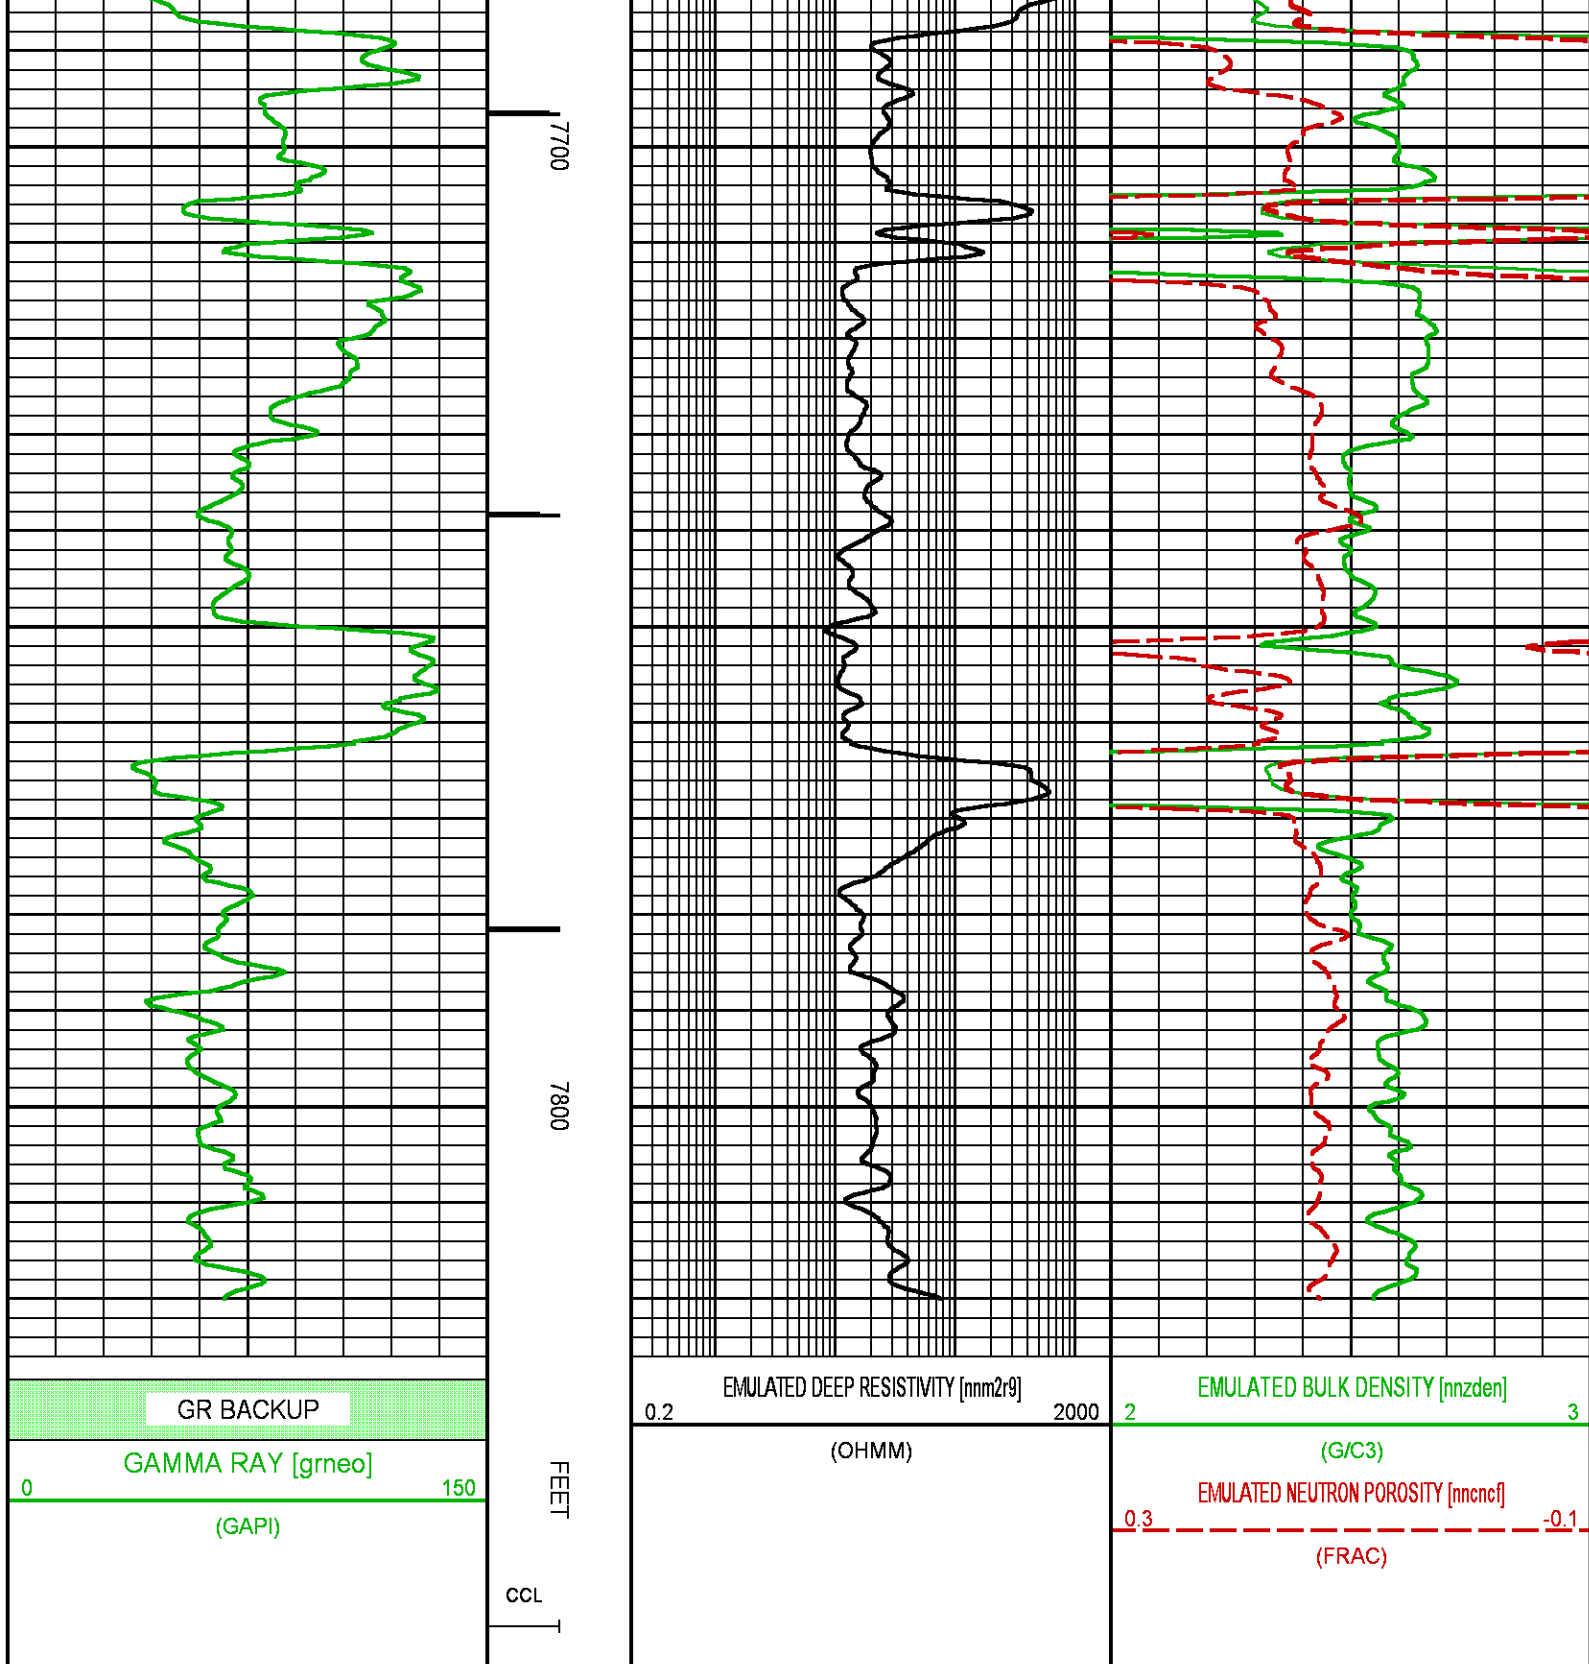 7700
7800
GR BACKUP
GAMMA RAY [grneo]
0 150
(GAPI)
FEET
CCL
EMULATED DEEP RESISTIVITY [nnm2r9]
0.2 2000
(OHMM)
EMULATED BULK DENSITY [nnzden]
2 3
(G/C3)
EMULATED NEUTRON POROSITY [nncncf]
0.3 -0.1
(FRAC)